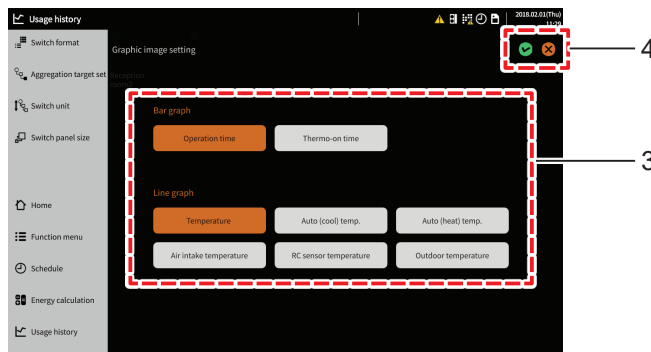 Usage history
2018.02.01(Thu)
11:29
Switch format
Graphic image setting
4
Aggregation target set
Reception
Switch unit
Bar graph
Switch panel size
Operation time
Thermo-on time
3
Line graph
Home
Temperature
Auto (cool) temp.
Auto (heat) temp.
Function menu
Air intake temperature
RC sensor temperature
Outdoor temperature
Schedule
Energy calculation
Usage history